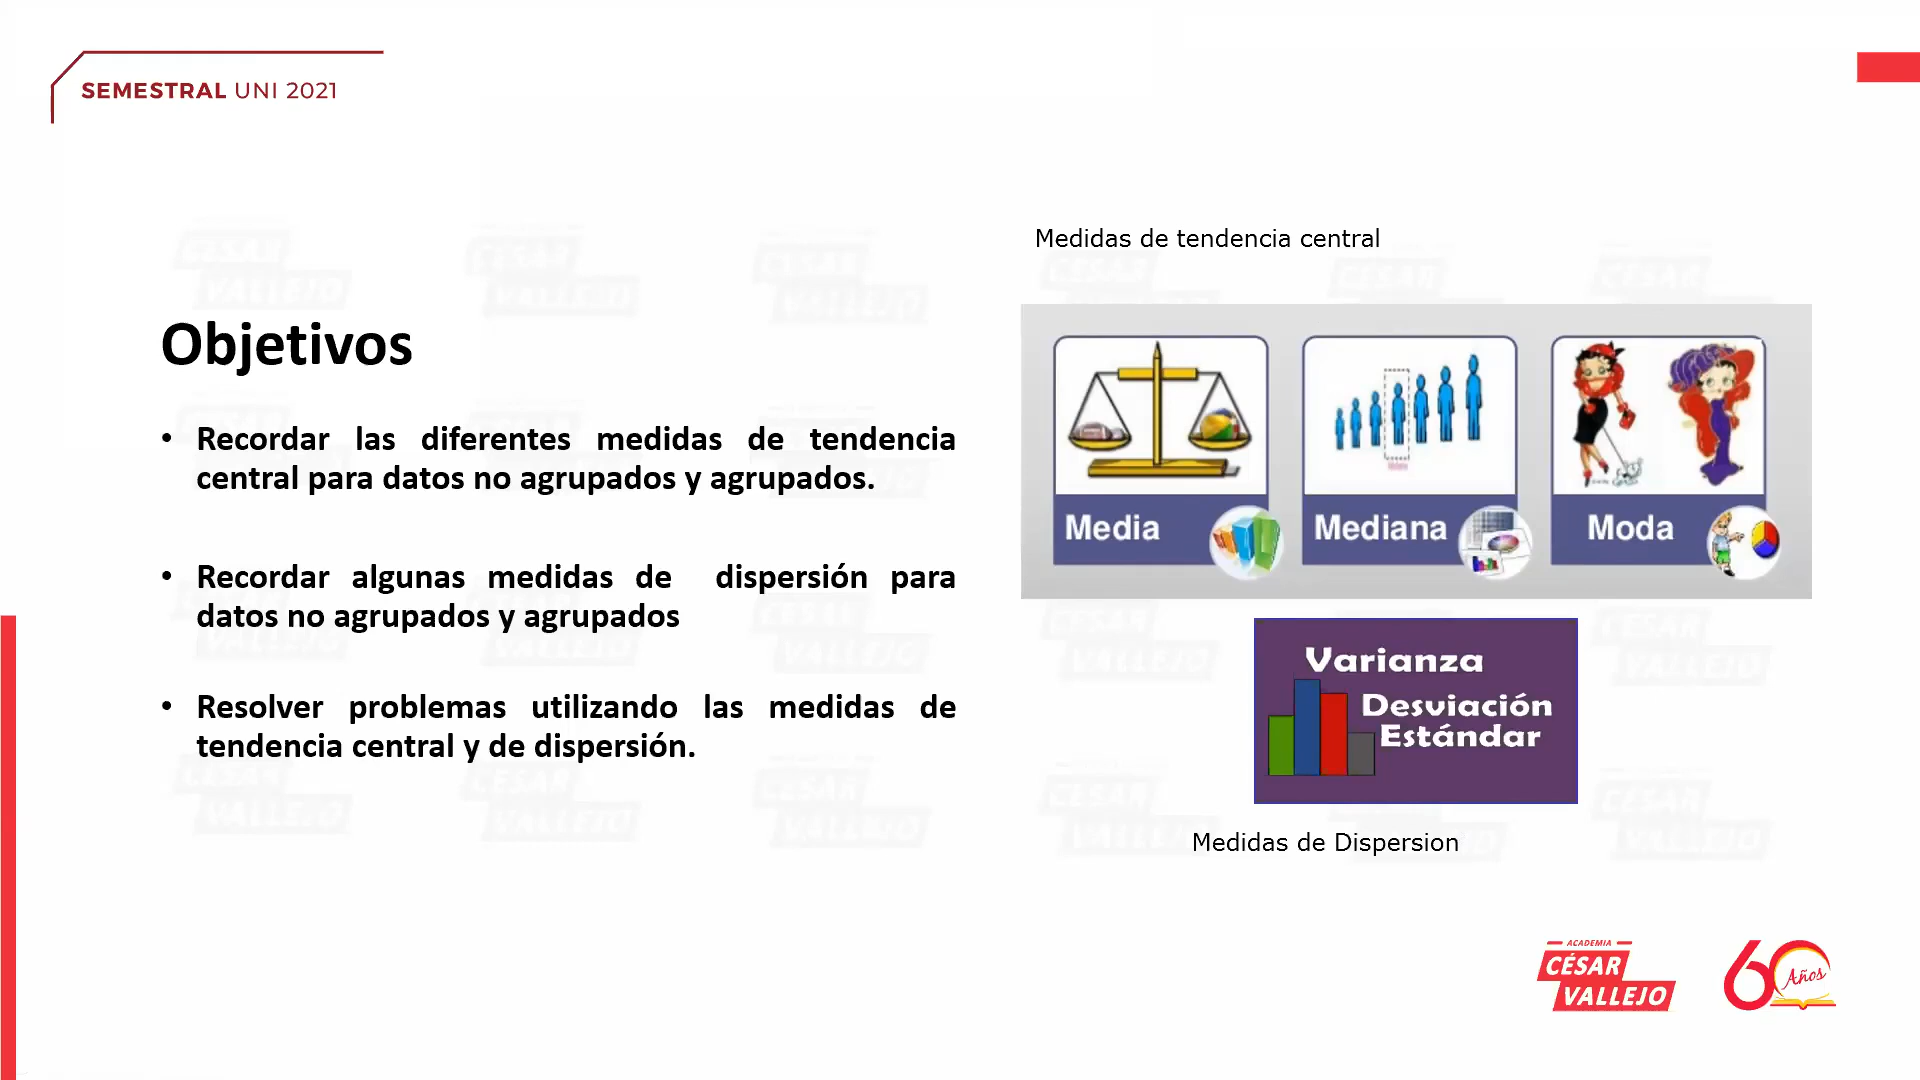 SEMESTRAL UNI 2021
Objetivos
• Recordar las diferentes medidas de tendencia
central para datos no agrupados y agrupados.
• Recordar algunas medidas de dispersión para
datos no agrupados y agrupados
• Resolver problemas utilizando las medidas de
tendencia central y de dispersión.
Medidas de tendencia central
Media
Mediana
Moda
Varianza
Desviación
Estándar
Medidas de Dispersion
ACADEMIA
CÉSAR
VALLEJO
60
Años